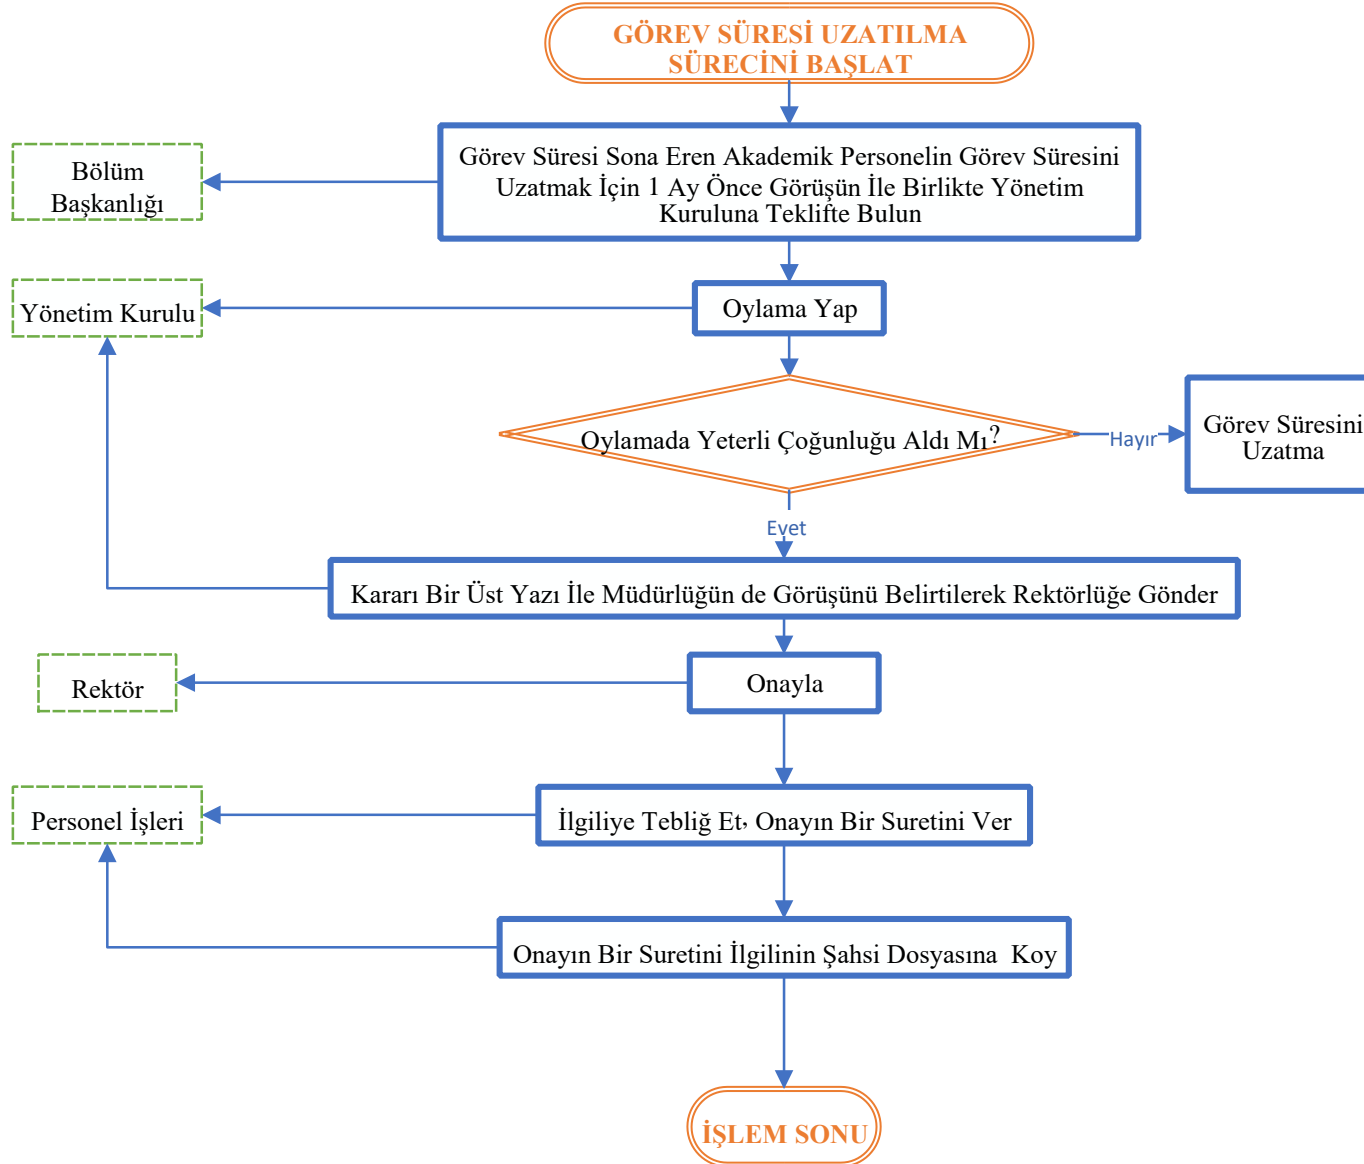 GÖREV SÜRESİ UZATILMA
SÜRECİNİ BAŞLAT
Bölüm
Başkanlığı
Görev Süresi Sona Eren Akademik Personelin Görev Süresini
Uzatmak İçin 1 Ay Önce Görüşün İle Birlikte Yönetim
Kuruluna Teklifte Bulun
Yönetim Kurulu
Oylama Yap
Oylamada Yeterli Çoğunluğu Aldı Mı?
Hayır
Görev Süresini
Uzatma
Evet
Kararı Bir Üst Yazı İle Müdürlüğün de Görüşünü Belirtilerek Rektörlüğe Gönder
Rektör
Onayla
Personel İşleri
İlgiliye Tebliğ Et, Onayın Bir Suretini Ver
Onayın Bir Suretini İlgilinin Şahsi Dosyasına  Koy
İŞLEM SONU